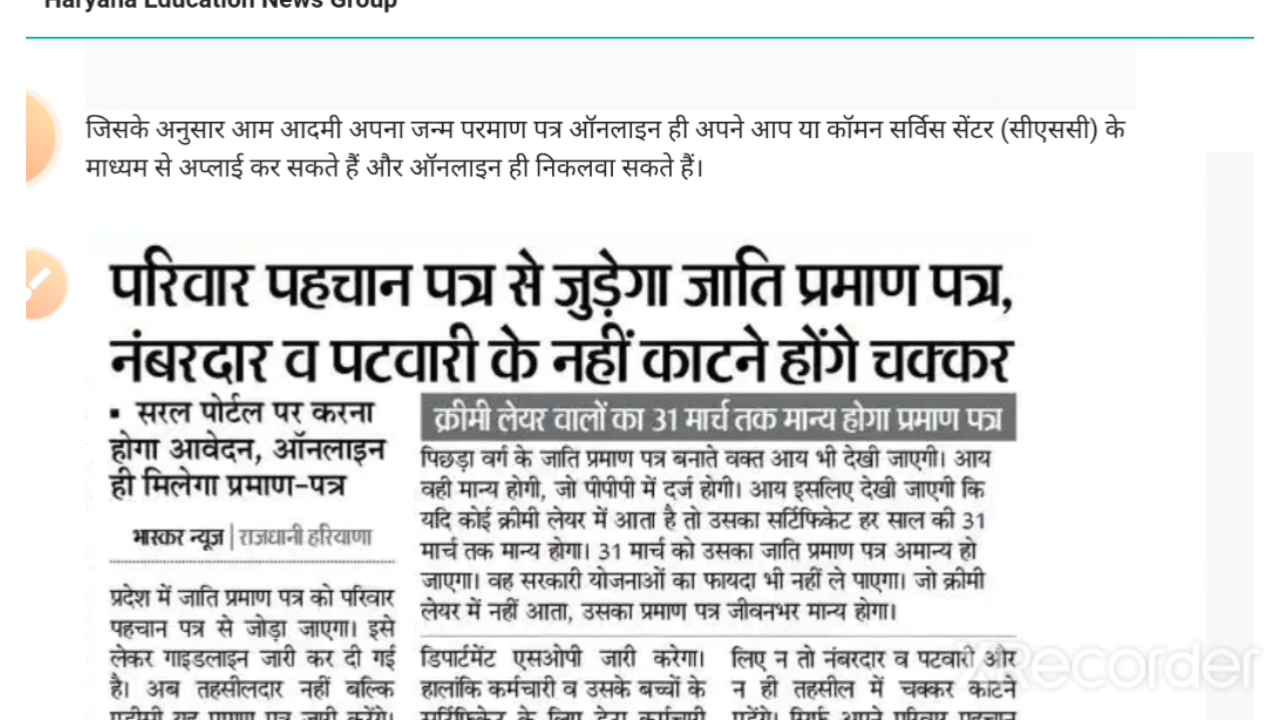 Haryana Education News Group
जिसके अनुसार आम आदमी अपना जन्म परमाण पत्र ऑनलाइन ही अपने आप या कॉमन सर्विस सेंटर (सीएससी) के
माध्यम से अप्लाई कर सकते हैं और ऑनलाइन ही निकलवा सकते हैं।
परिवार पहचान पत्र से जुड़ेगा जाति प्रमाण पत्र,
नंबरदार व पटवारी के नहीं काटने होंगे चक्कर
▪ सरल पोर्टल पर करना
होगा आवेदन, ऑनलाइन
ही मिलेगा प्रमाण-पत्र
भास्कर न्यूज़ | राजधानी हरियाणा
प्रदेश में जाति प्रमाण पत्र को परिवार
पहचान पत्र से जोड़ा जाएगा। इसे
लेकर गाइडलाइन जारी कर दी गई
है। अब तहसीलदार नहीं बल्कि
क्रीमी लेयर वालों का 31 मार्च तक मान्य होगा प्रमाण पत्र
पिछड़ा वर्ग के जाति प्रमाण पत्र बनाते वक्त आय भी देखी जाएगी। आय
वही मान्य होगी, जो पीपीपी में दर्ज होगी। आय इसलिए देखी जाएगी कि
यदि कोई क्रीमी लेयर में आता है तो उसका सर्टिफिकेट हर साल की 31
मार्च तक मान्य होगा। 31 मार्च को उसका जाति प्रमाण पत्र अमान्य हो
जाएगा। वह सरकारी योजनाओं का फायदा भी नहीं ले पाएगा। जो क्रीमी
लेयर में नहीं आता, उसका प्रमाण पत्र जीवनभर मान्य होगा।
डिपार्टमेंट एसओपी जारी करेगा।
हालांकि कर्मचारी व उसके बच्चों के
लिए न तो नंबरदार व पटवारी और
न ही तहसील में चक्कर काटने
XRecorder